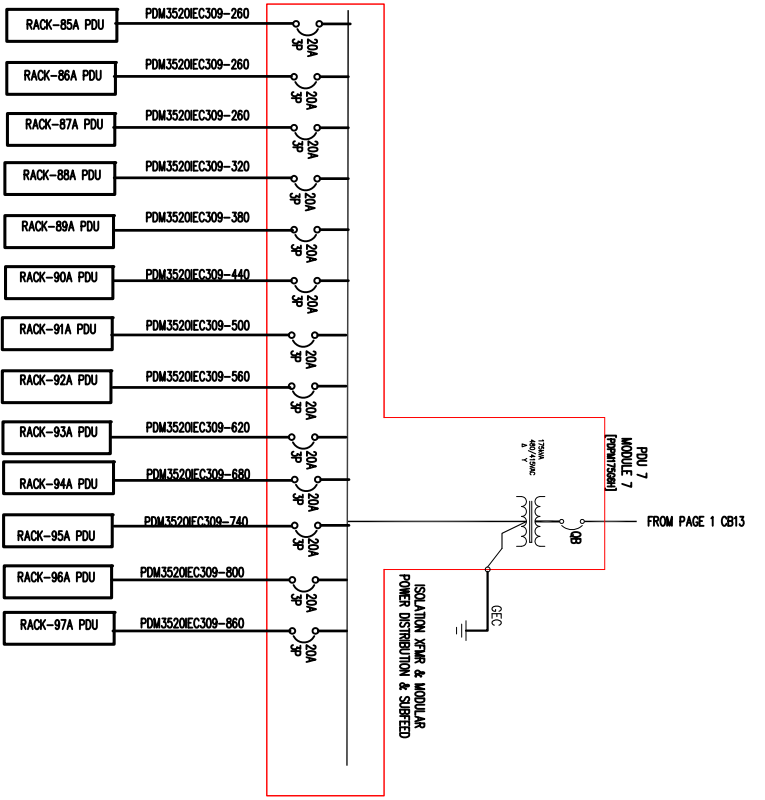 RACK-85A PDU
PDM3520IEC309-260
20A
3P
RACK-86A PDU
PDM3520IEC309-260
20A
3P
RACK-87A PDU
PDM3520IEC309-260
20A
3P
RACK-88A PDU
PDM3520IEC309-320
20A
3P
RACK-89A PDU
PDM3520IEC309-380
20A
3P
RACK-90A PDU
PDM3520IEC309-440
20A
3P
RACK-91A PDU
PDM3520IEC309-500
20A
3P
RACK-92A PDU
PDM3520IEC309-560
20A
3P
RACK-93A PDU
PDM3520IEC309-620
20A
3P
RACK-94A PDU
PDM3520IEC309-680
20A
3P
RACK-95A PDU
PDM3520IEC309-740
20A
3P
RACK-96A PDU
PDM3520IEC309-800
20A
3P
RACK-97A PDU
PDM3520IEC309-860
20A
3P
PDU 7
MODULE 7
[PDPM175G6H]
175kVA
480/415VAC
Δ Y
QB
FROM PAGE 1 CB13
GEC
ISOLATION XFMR & MODULAR
POWER DISTRIBUTION & SUBFEED